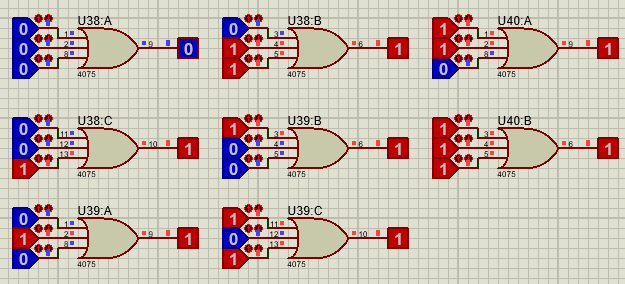 U38:A U38:B U40:A
0 1 0 3 1 1
0 2 9 0 1 4 6 1 1 2 9 1
0 8 1 5 0 8
4075 4075 4075
U38:C U39:B U40:B
0 11 1 3 1 3
0 12 10 1 0 4 6 1 1 4 6 1
1 13 0 5 1 5
4075 4075 4075
U39:A U39:C
0 1 1 11
1 2 9 1 0 12 10 1
0 8 1 13
4075 4075